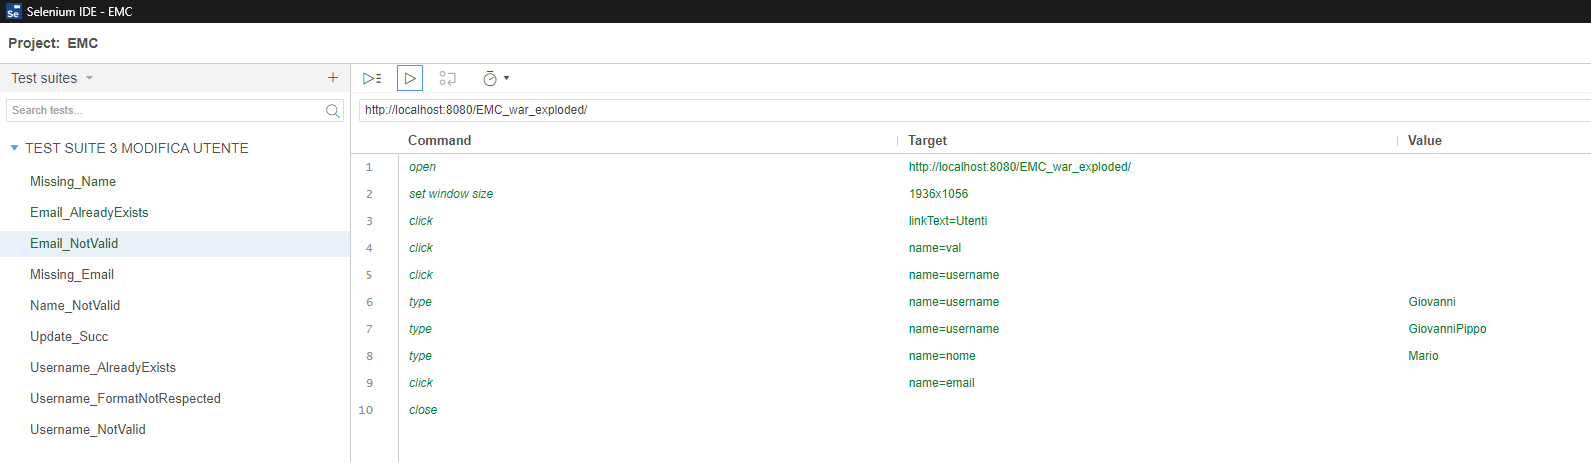 Se Selenium IDE - EMC
Project: EMC
Test suites
Search tests...
TEST SUITE 3 MODIFICA UTENTE
Missing_Name
Email_AlreadyExists
Email_NotValid
Missing_Email
Name_NotValid
Update_Succ
Username_AlreadyExists
Username_FormatNotRespected
Username_NotValid
http://localhost:8080/EMC_war_exploded/
Command Target Value
1 open http://localhost:8080/EMC_war_exploded/
2 set window size 1936x1056
3 click linkText=Utenti
4 click name=val
5 click name=username
6 type name=username Giovanni
7 type name=username GiovanniPippo
8 type name=nome Mario
9 click name=email
10 close